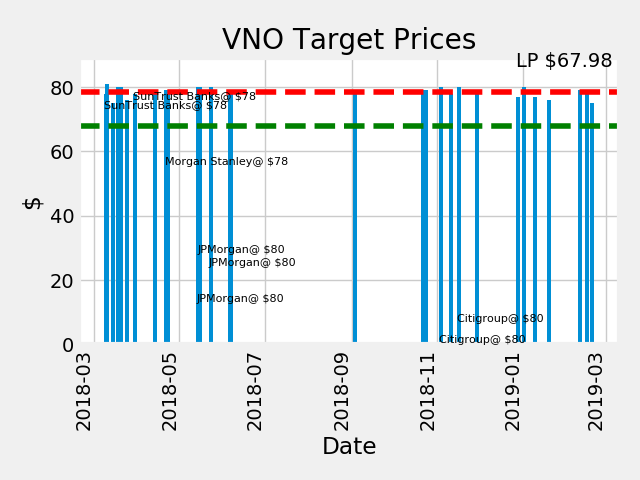 VNO Target Prices
LP $67.98
80
60
40
20
0
$
SunTrust Banks@ $78
SunTrust Banks@ $78
Morgan Stanley@ $78
JPMorgan@ $80
JPMorgan@ $80
JPMorgan@ $80
Citigroup@ $80
Citigroup@ $80
2018-03
2018-05
2018-07
2018-09
2018-11
2019-01
2019-03
Date